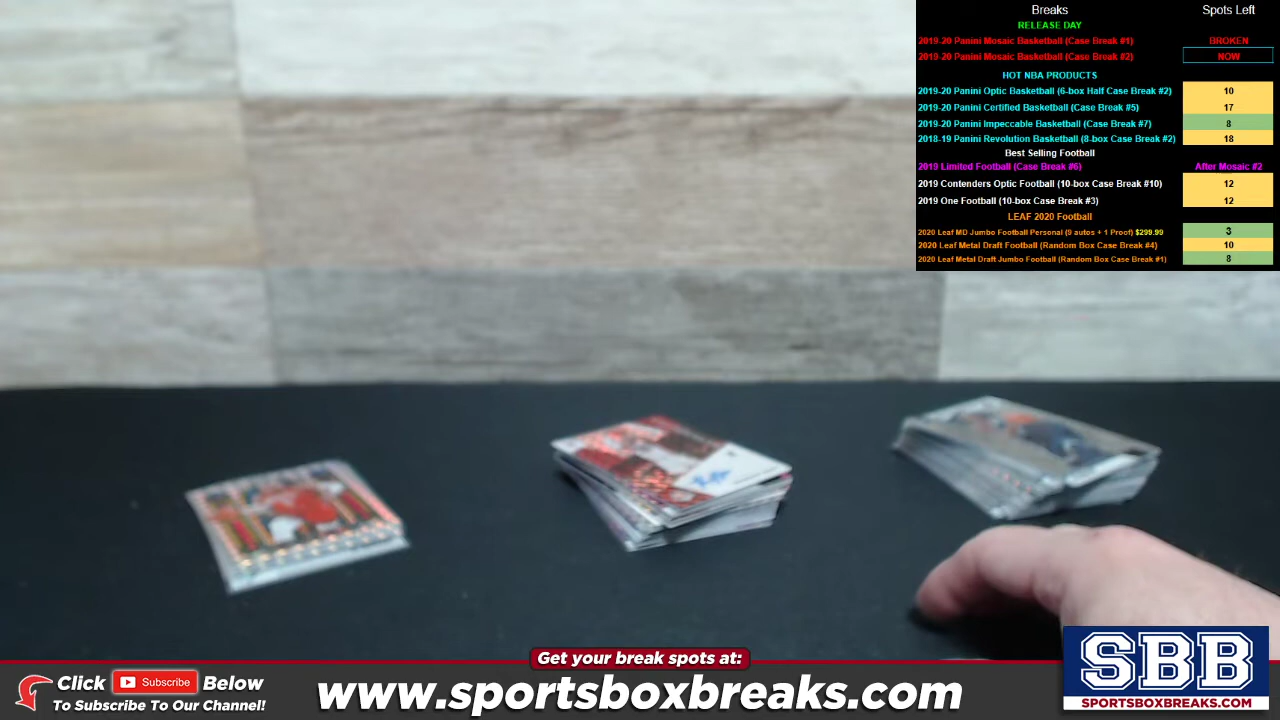 Breaks Spots Left
RELEASE DAY
2019-20 Panini Mosaic Basketball (Case Break #1) BROKEN
2019-20 Panini Mosaic Basketball (Case Break #2) NOW
HOT NBA PRODUCTS
2019-20 Panini Optic Basketball (6-box Half Case Break #2) 10
2019-20 Panini Certified Basketball (Case Break #5) 17
2019-20 Panini Impeccable Basketball (Case Break #7) 8
2018-19 Panini Revolution Basketball (8-box Case Break #2) 18
Best Selling Football
2019 Limited Football (Case Break #6) After Mosaic #2
2019 Contenders Optic Football (10-box Case Break #10) 12
2019 One Football (10-box Case Break #3) 12
LEAF 2020 Football
2020 Leaf MD Jumbo Football Personal (9 autos + 1 Proof) $299.99 3
2020 Leaf Metal Draft Football (Random Box Case Break #4) 10
2020 Leaf Metal Draft Jumbo Football (Random Box Case Break #1) 8
Get your break spots at:
Click Subscribe Below
To Subscribe To Our Channel!
www.sportsboxbreaks.com
SBB
SPORTSBOXBREAKS.COM